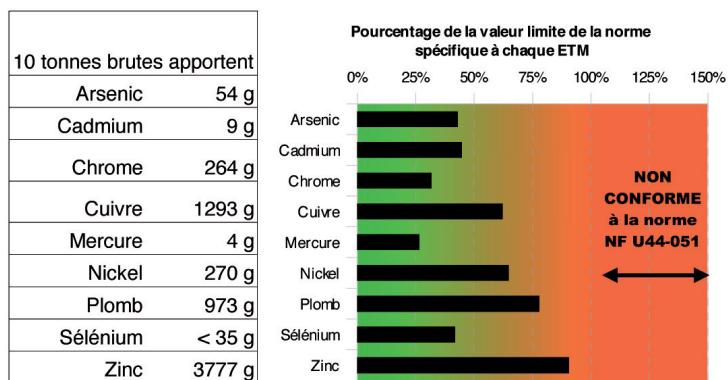 10 tonnes brutes apportent
Arsenic 54 g
Cadmium 9 g
Chrome 264 g
Cuivre 1293 g
Mercure 4 g
Nickel 270 g
Plomb 973 g
Sélénium < 35 g
Zinc 3777 g
Pourcentage de la valeur limite de la norme
spécifique à chaque ETM
0% 25% 50% 75% 100% 125% 150%
Arsenic
Cadmium
Chrome
Cuivre
Mercure
Nickel
Plomb
Sélénium
Zinc
NON
CONFORME
à la norme
NF U44-051